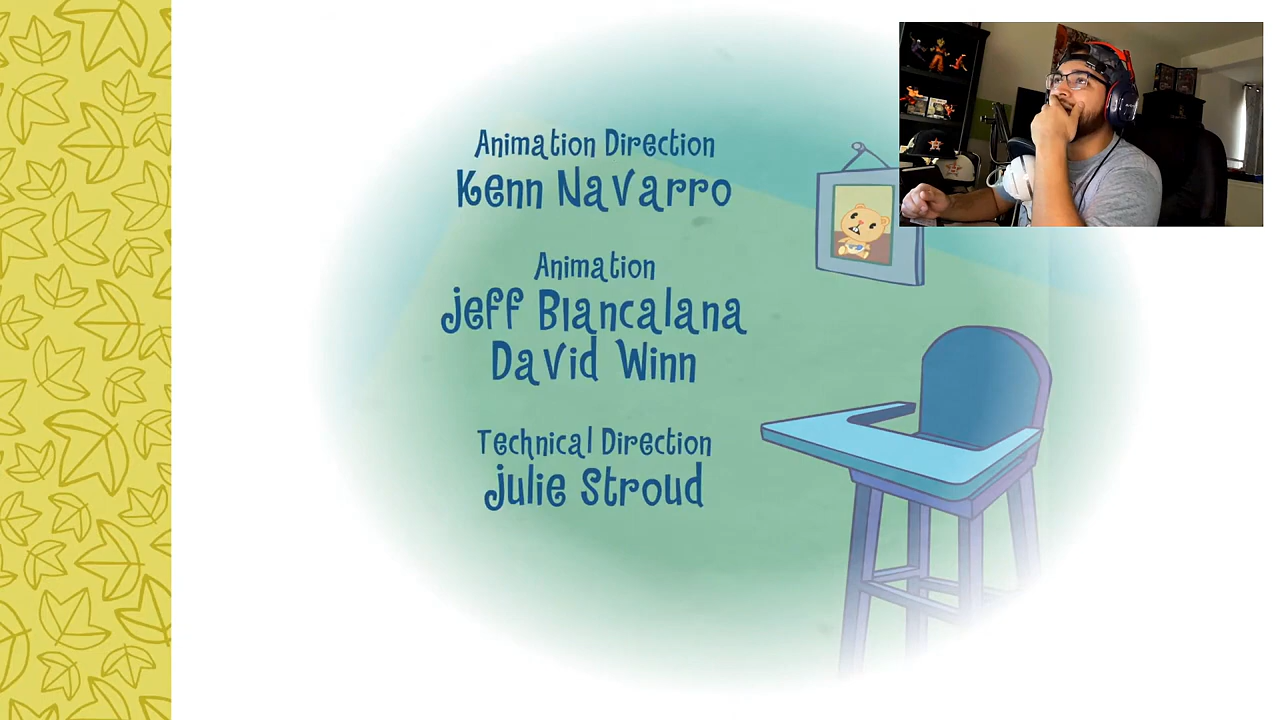 Animation Direction
Kenn Navarro
Animation
Jeff Biancalana
David Winn
Technical Direction
Julie Stroud